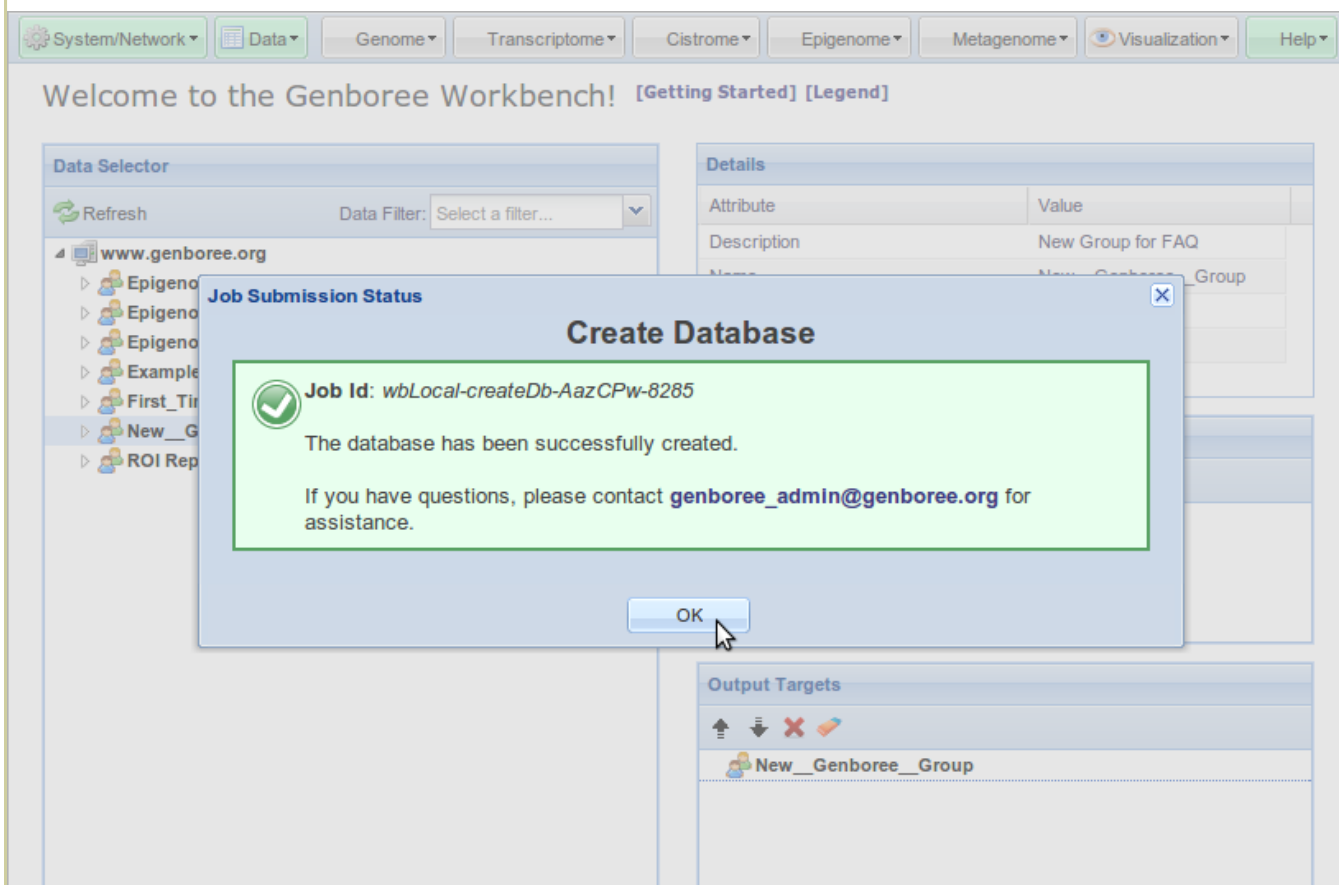 System/Network Data Genome Transcriptome Cistrome Epigenome Metagenome Visualization Help
Welcome to the Genboree Workbench! [Getting Started] [Legend]
Data Selector
Refresh Data Filter: Select a filter...
www.genboree.org
Epigeno
Epigeno
Epigeno
Example
First_Tir
New__G
ROI Rep
Details
Attribute Value
Description New Group for FAQ
Name New__Genboree__Group
Job Submission Status
Create Database
Job Id: wbLocal-createDb-AazCPw-8285
The database has been successfully created.
If you have questions, please contact genboree_admin@genboree.org for
assistance.
OK
Output Targets
New__Genboree__Group